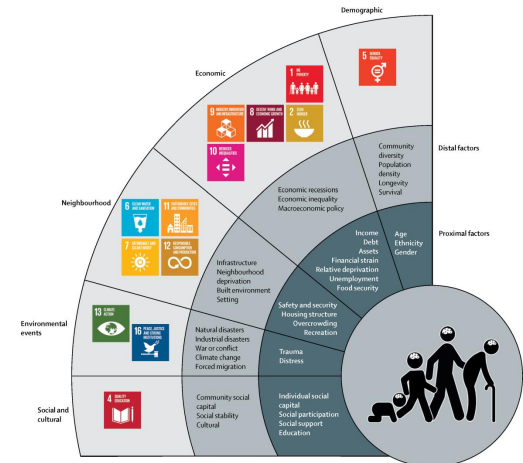 Demographic
5 GENDER
EQUALITY
Economic
1 NO
POVERTY
9 INDUSTRY, INNOVATION
AND INFRASTRUCTURE
8 DECENT WORK AND
ECONOMIC GROWTH
2 ZERO
HUNGER
10 REDUCED
INEQUALITIES
Community
diversity
Population
density
Longevity
Survival
Distal factors
Economic recessions
Economic inequality
Macroeconomic policy
Neighbourhood
6 CLEAN WATER
AND SANITATION
11 SUSTAINABLE CITIES
AND COMMUNITIES
7 AFFORDABLE AND
CLEAN ENERGY
12 RESPONSIBLE
CONSUMPTION
AND PRODUCTION
Proximal factors
Income
Debt
Assets
Financial strain
Relative deprivation
Unemployment
Food security
Age
Ethnicity
Gender
Infrastructure
Neighbourhood
deprivation
Built environment
Setting
Safety and security
Housing structure
Overcrowding
Recreation
Environmental
events
13 CLIMATE
ACTION
16 PEACE, JUSTICE
AND STRONG
INSTITUTIONS
Natural disasters
Industrial disasters
War or conflict
Climate change
Forced migration
Trauma
Distress
Social and
cultural
4 QUALITY
EDUCATION
Community social
capital
Social stability
Cultural
Individual social
capital
Social participation
Social support
Education